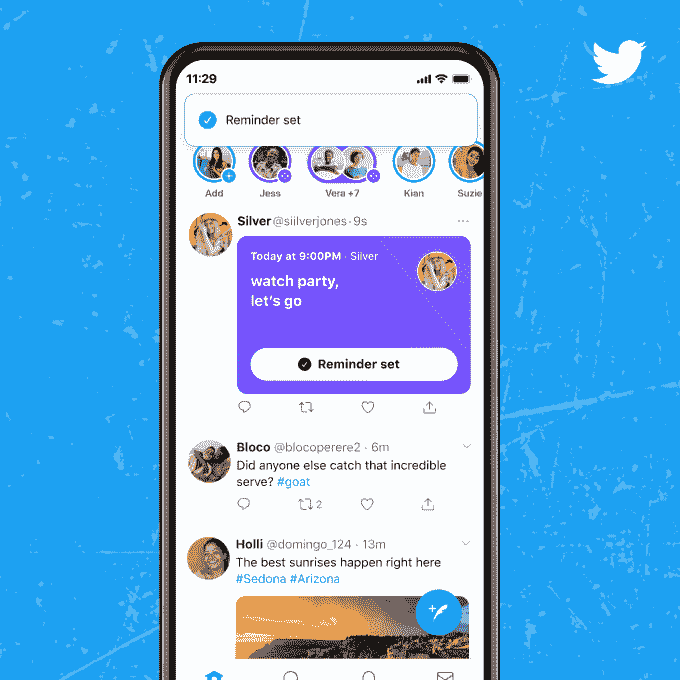 11:29
Reminder set
Add Jess Vera +7 Kian Suzie
Silver @siilverjones · 9s
Today at 9:00PM · Silver
watch party,
let's go
Reminder set
Bloco @blocoperere2 · 6m
Did anyone else catch that incredible
serve? #goat
2
Holli @domingo_124 · 13m
The best sunrises happen right here
#Sedona #Arizona